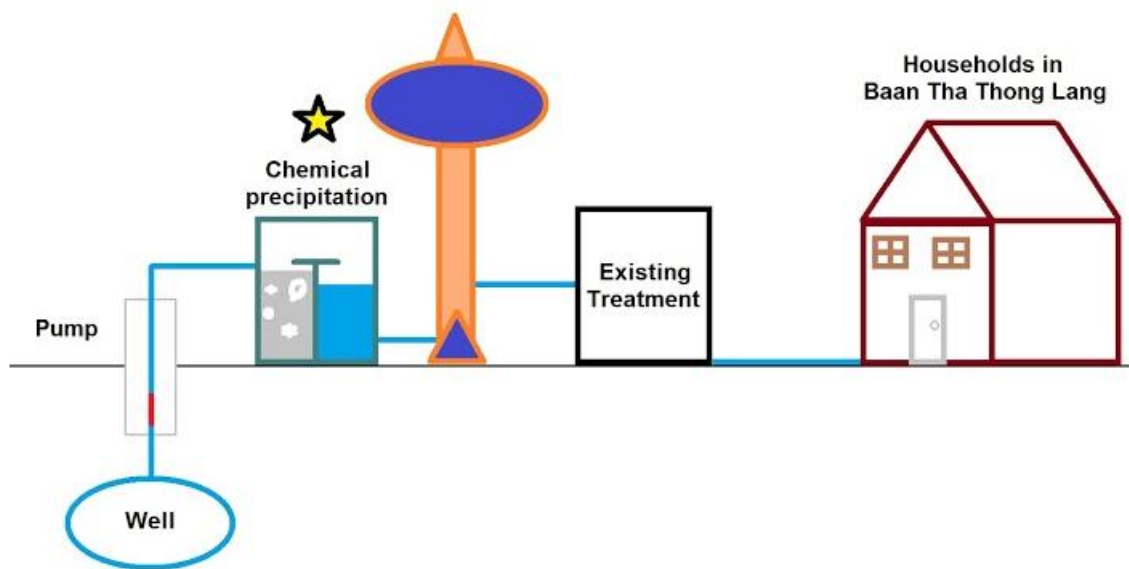 Households in
Baan Tha Thong Lang
Chemical
precipitation
Existing
Treatment
Pump
Well